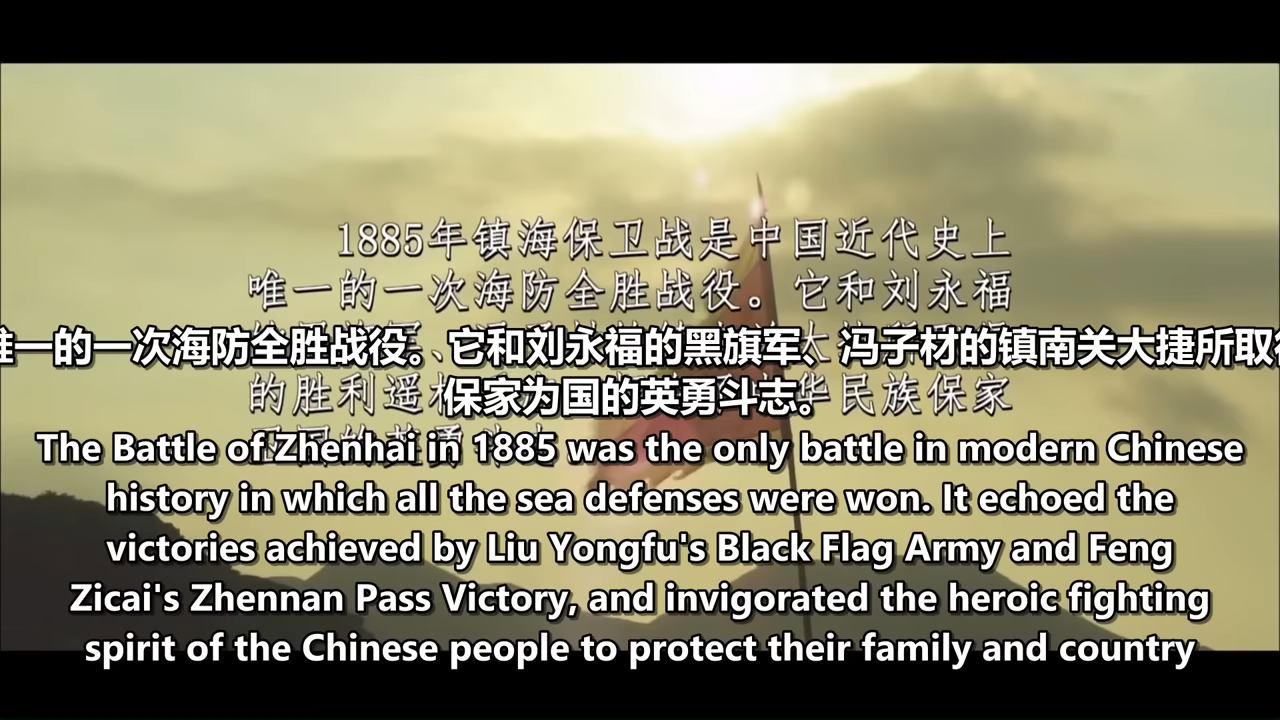 1885年镇海保卫战是中国近代史上
唯一的一次海防全胜战役。它和刘永福
一的一次海防全胜战役。它和刘永福的黑旗军、冯子材的镇南关大捷所取
的胜利遥 华民族保家
保家为国的英勇斗志。
The Battle of Zhenhai in 1885 was the only battle in modern Chinese
history in which all the sea defenses were won. It echoed the
victories achieved by Liu Yongfu's Black Flag Army and Feng
Zicai's Zhennan Pass Victory, and invigorated the heroic fighting
spirit of the Chinese people to protect their family and country